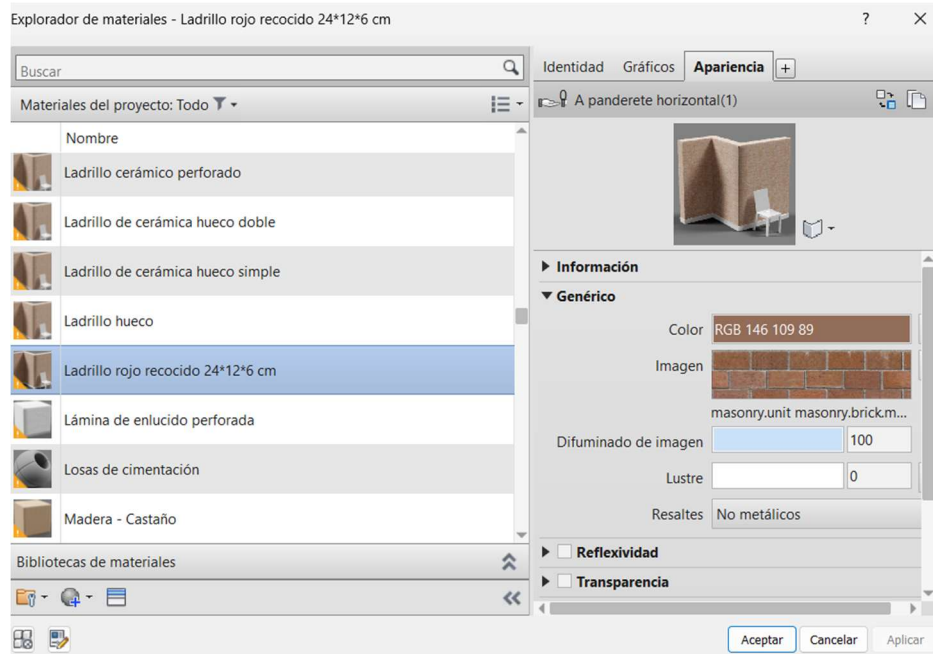 Explorador de materiales - Ladrillo rojo recocido 24*12*6 cm
?
Buscar
Materiales del proyecto: Todo
Nombre
Ladrillo cerámico perforado
Ladrillo de cerámica hueco doble
Ladrillo de cerámica hueco simple
Ladrillo hueco
Ladrillo rojo recocido 24*12*6 cm
Lámina de enlucido perforada
Losas de cimentación
Madera - Castaño
Bibliotecas de materiales
Identidad Gráficos Apariencia +
0 A panderete horizontal(1)
Información
Genérico
Color RGB 146 109 89
Imagen
masonry.unit masonry.brick.m...
Difuminado de imagen 100
Lustre 0
Resaltes No metálicos
Reflexividad
Transparencia
Aceptar Cancelar Aplicar